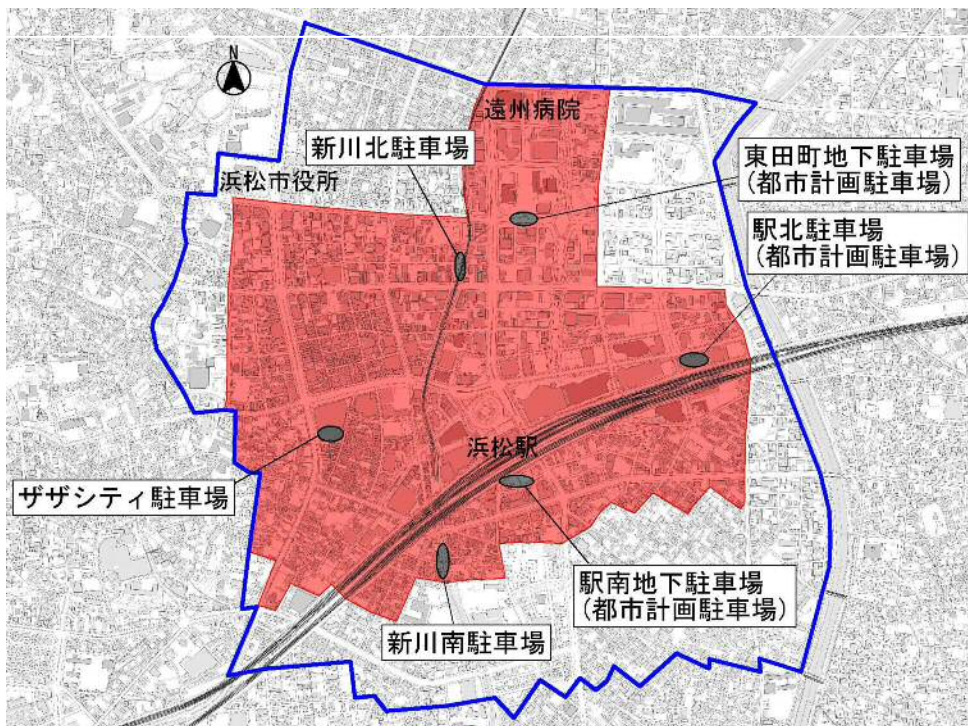 N
遠州病院
新川北駐車場
浜松市役所
東田町地下駐車場
(都市計画駐車場)
駅北駐車場
(都市計画駐車場)
浜松駅
ザザシティ駐車場
駅南地下駐車場
(都市計画駐車場)
新川南駐車場